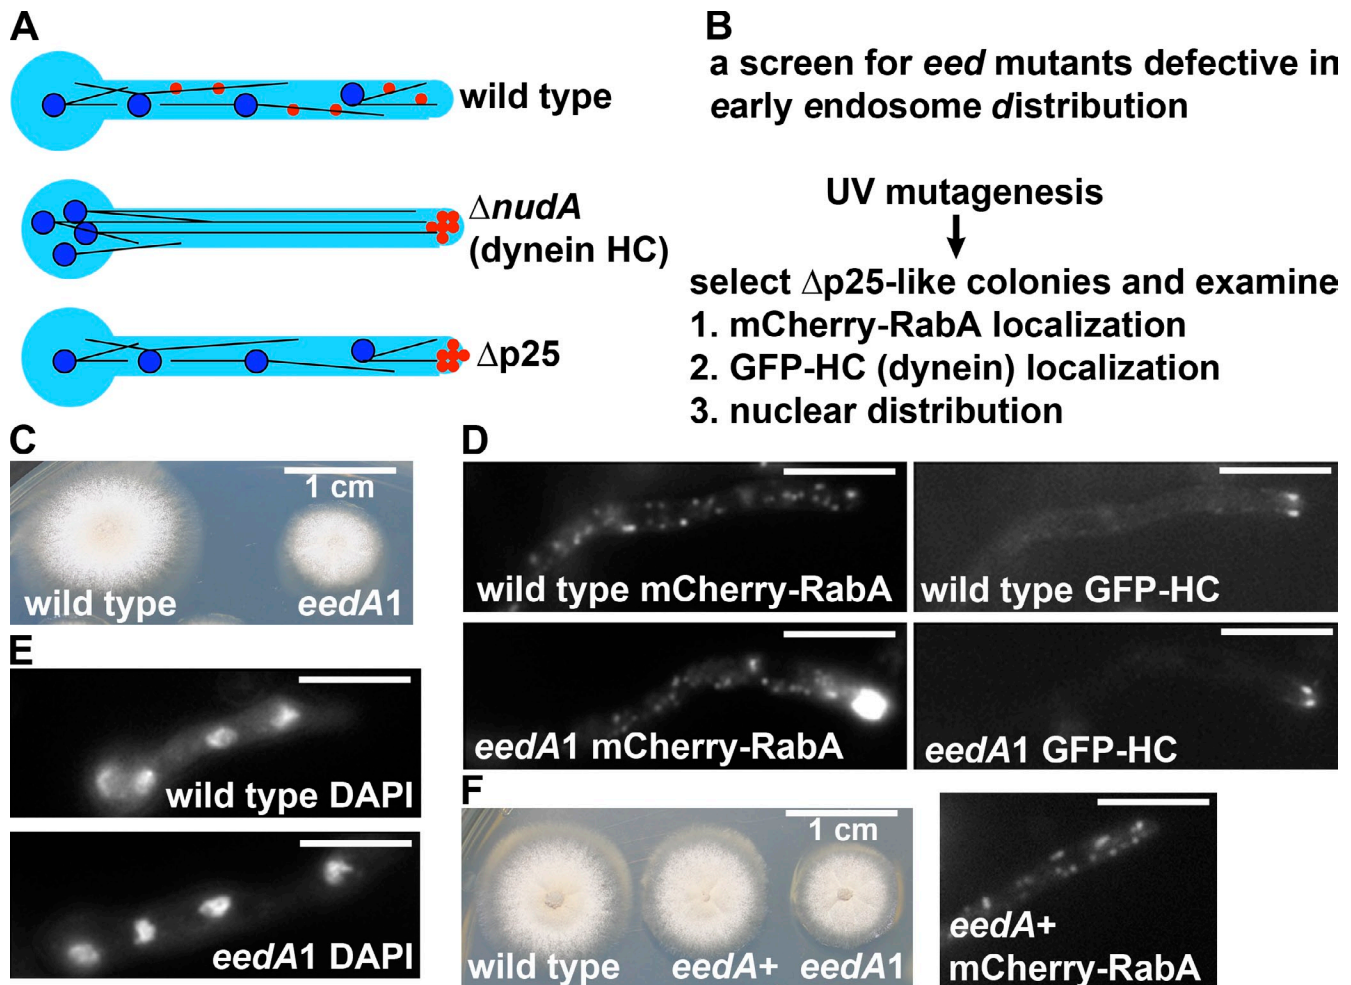 A
wild type
ΔnudA
(dynein HC)
Δp25
B
a screen for eed mutants defective in
early endosome distribution
UV mutagenesis
select Δp25-like colonies and examine
1. mCherry-RabA localization
2. GFP-HC (dynein) localization
3. nuclear distribution
C
1 cm
wild type
eedA1
D
wild type mCherry-RabA
wild type GFP-HC
eedA1 mCherry-RabA
eedA1 GFP-HC
E
wild type DAPI
eedA1 DAPI
F
1 cm
wild type
eedA+
eedA1
eedA+
mCherry-RabA